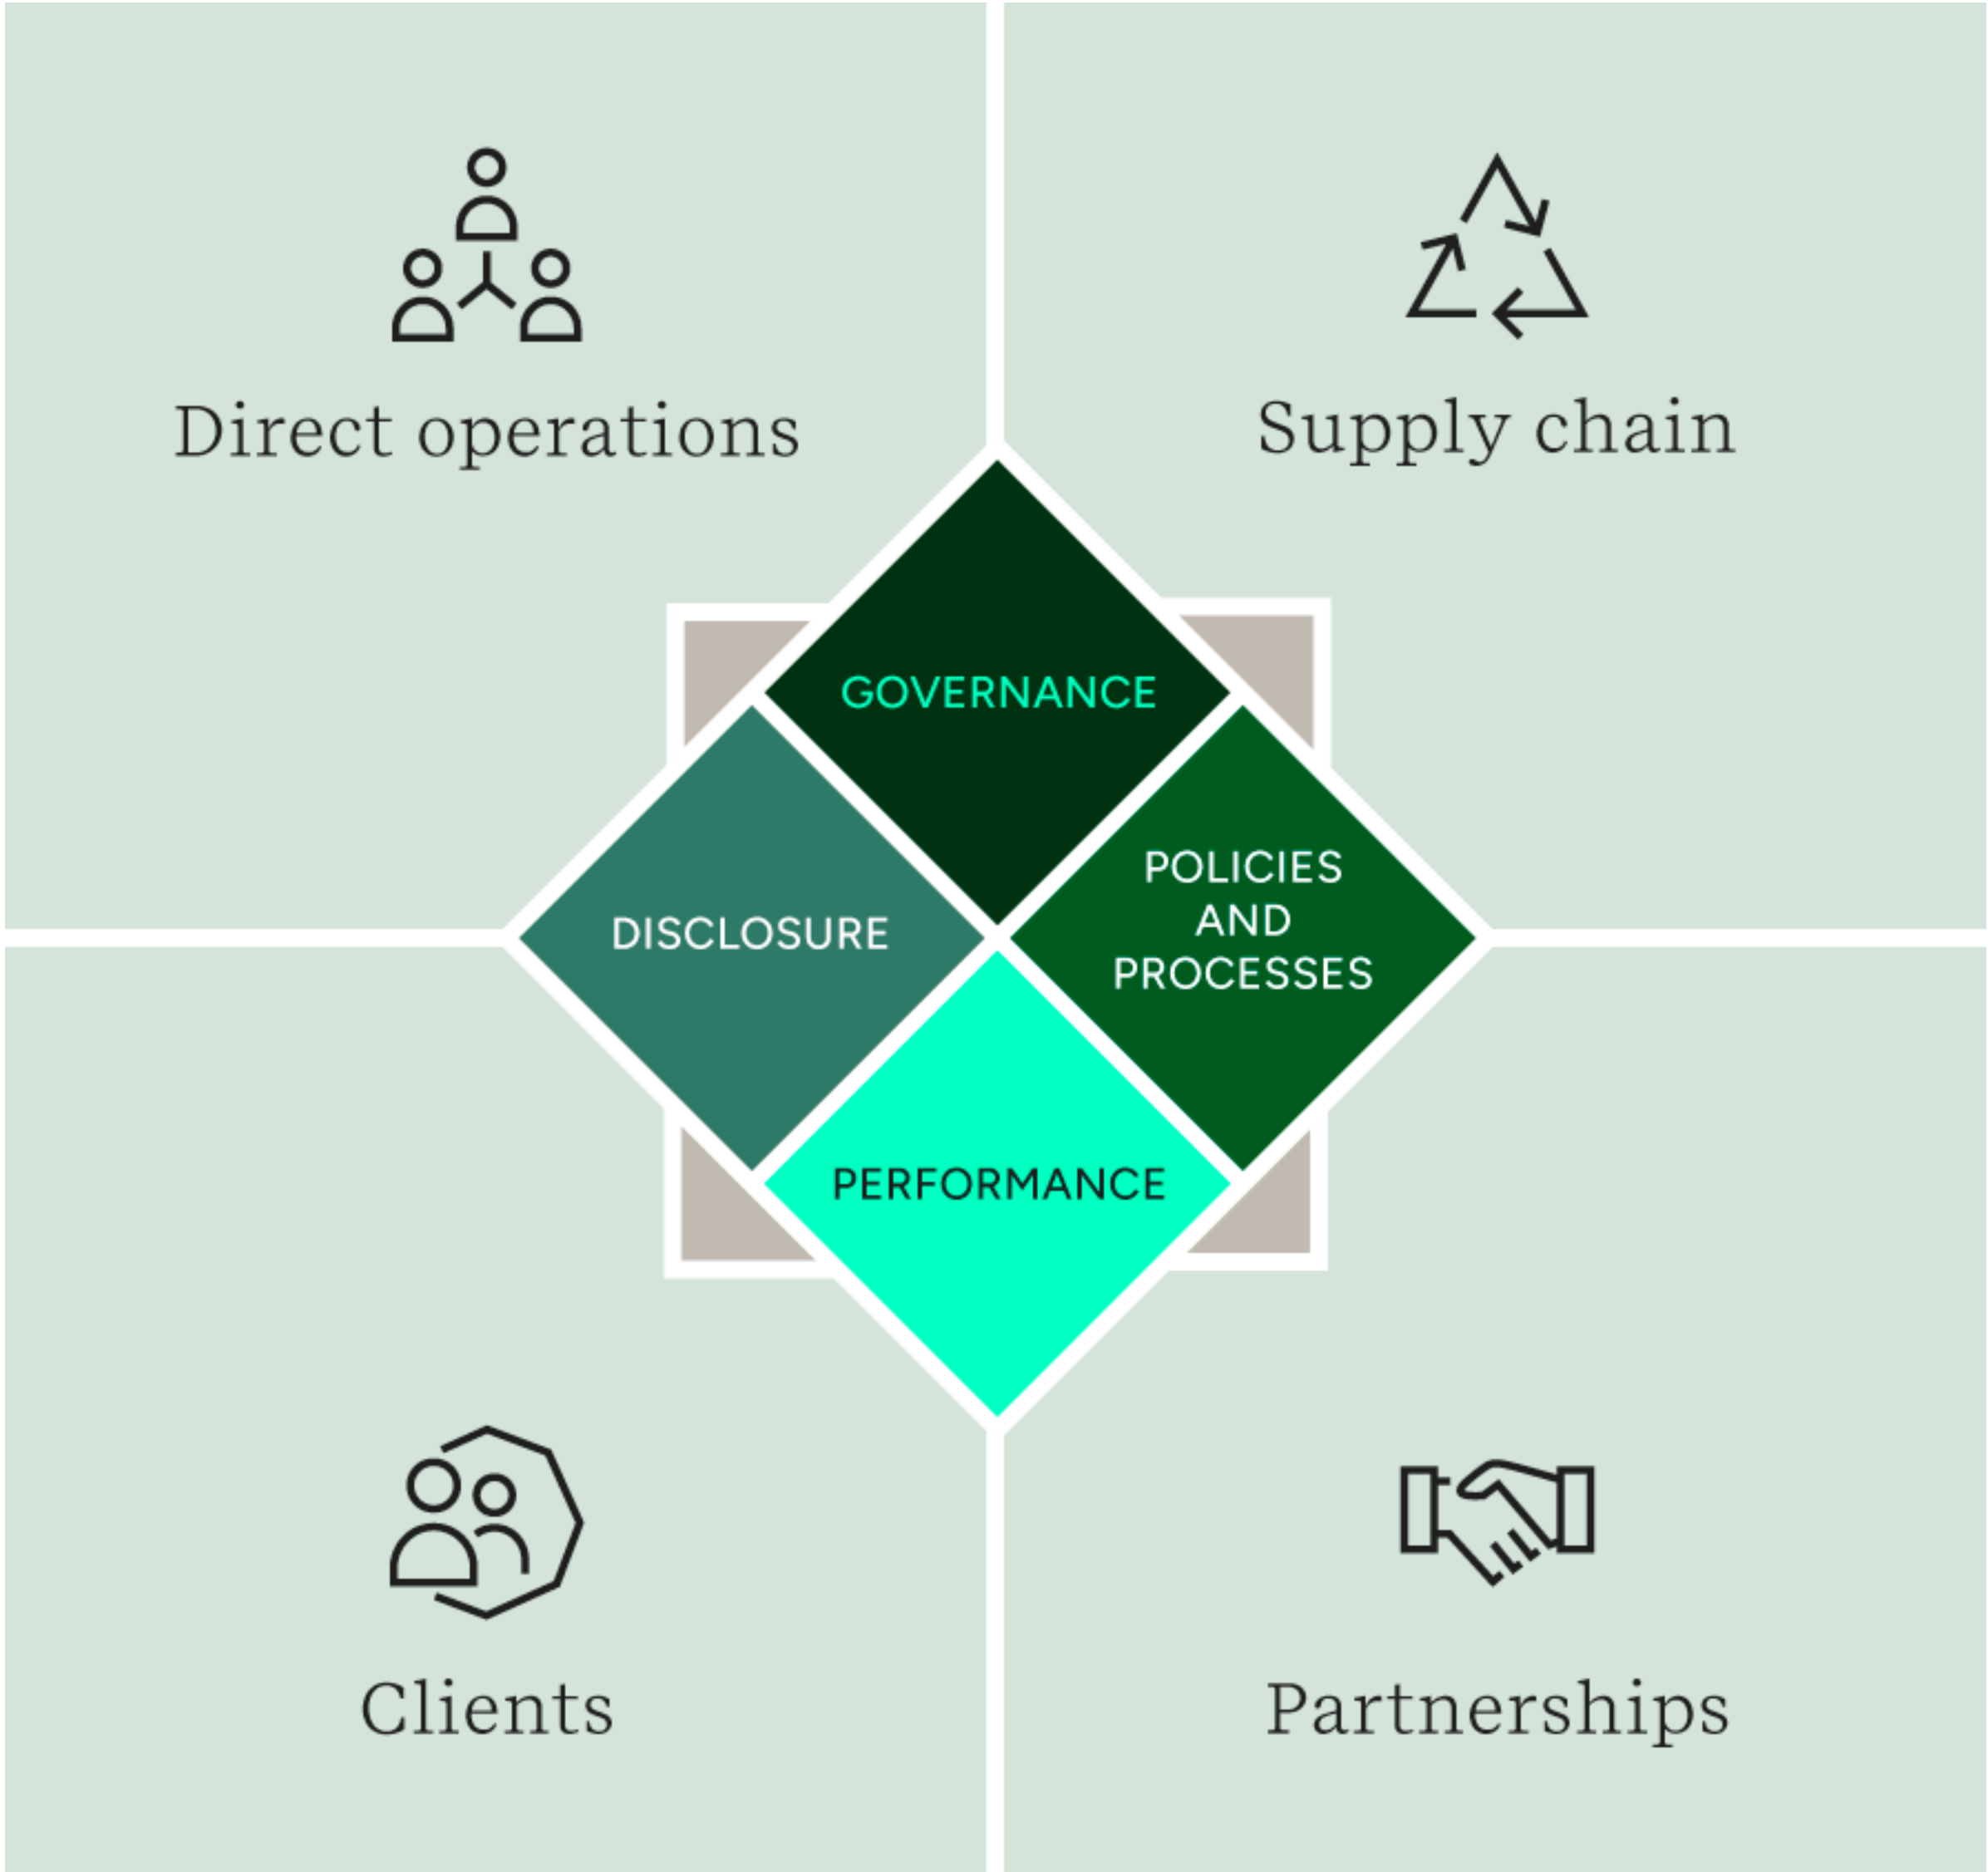 Direct operations
Supply chain
GOVERNANCE
DISCLOSURE
POLICIES
AND
PROCESSES
PERFORMANCE
Clients
Partnerships